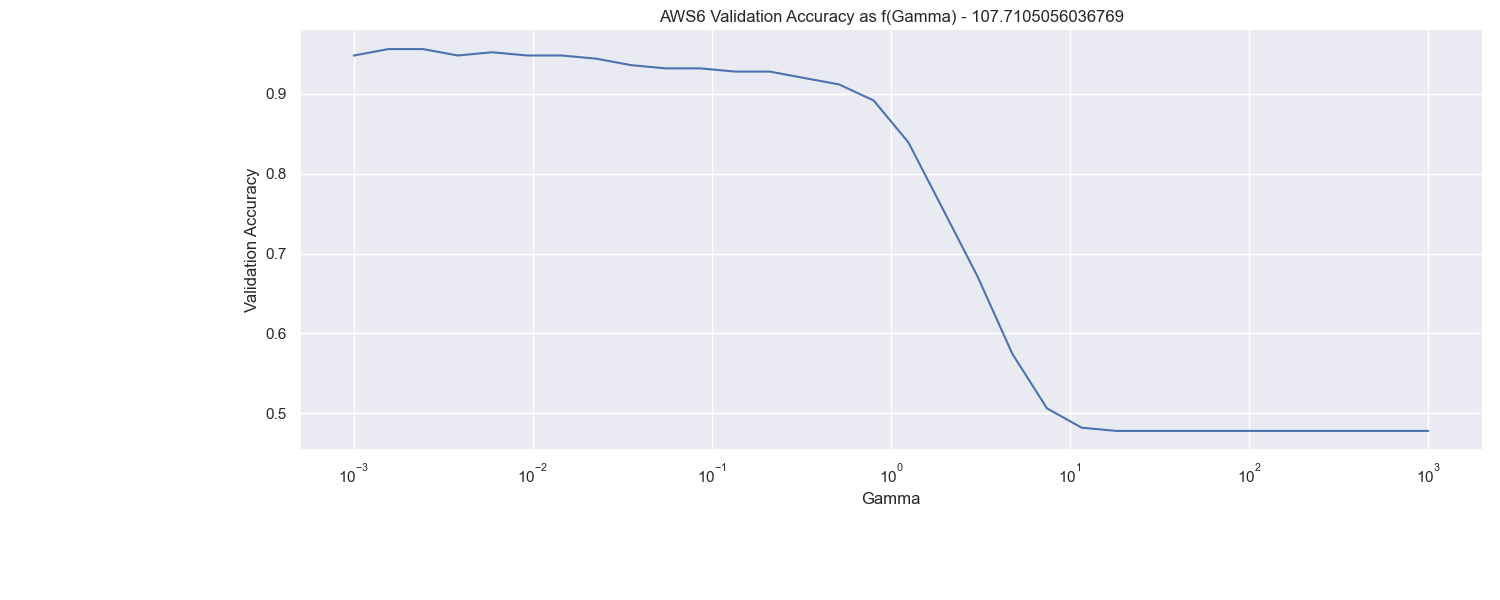 AWS6 Validation Accuracy as f(Gamma) - 107.7105056036769
Validation Accuracy
0.9
0.8
0.7
0.6
0.5
10⁻³ 10⁻² 10⁻¹ 10⁰ 10¹ 10² 10³
Gamma